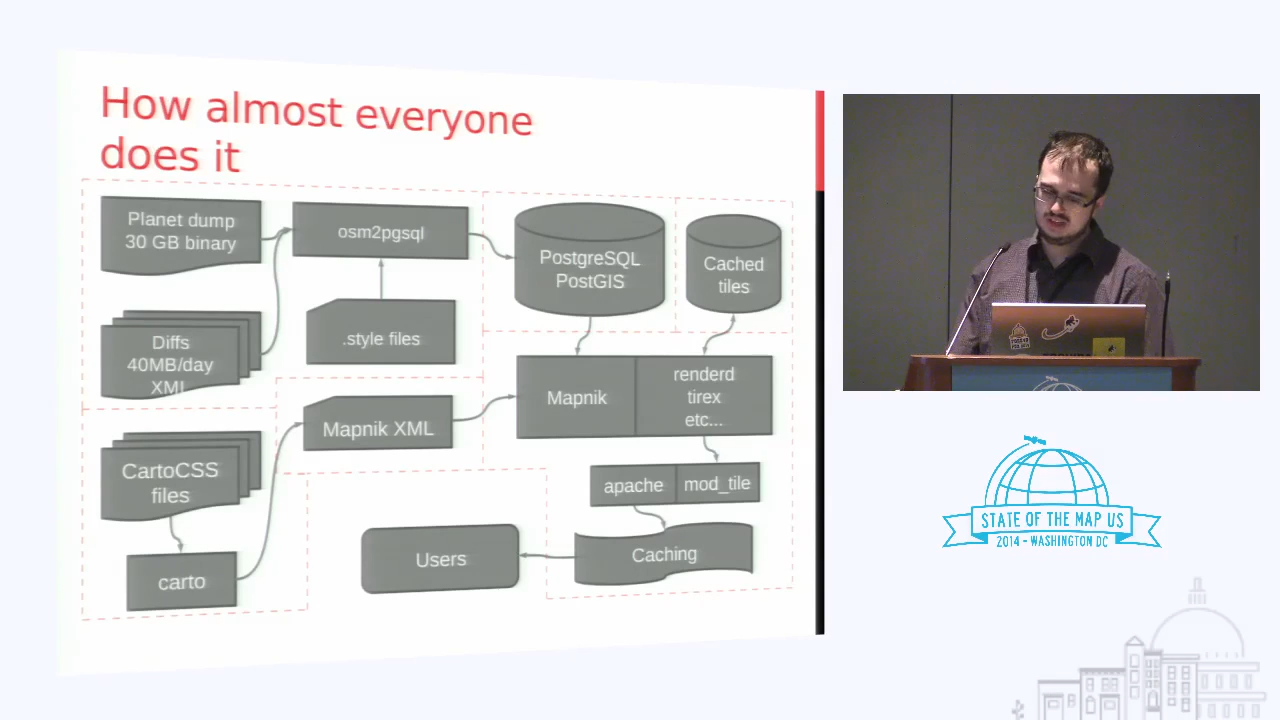 How almost everyone
does it
Planet dump
30 GB binary
osm2pgsql
PostgreSQL
PostGIS
Cached
tiles
Diffs
40MB/day
XML
.style files
Mapnik
renderd
tirex
etc...
Mapnik XML
CartoCSS
files
apache
mod_tile
Users
Caching
carto
STATE OF THE MAP US
2014 - WASHINGTON DC